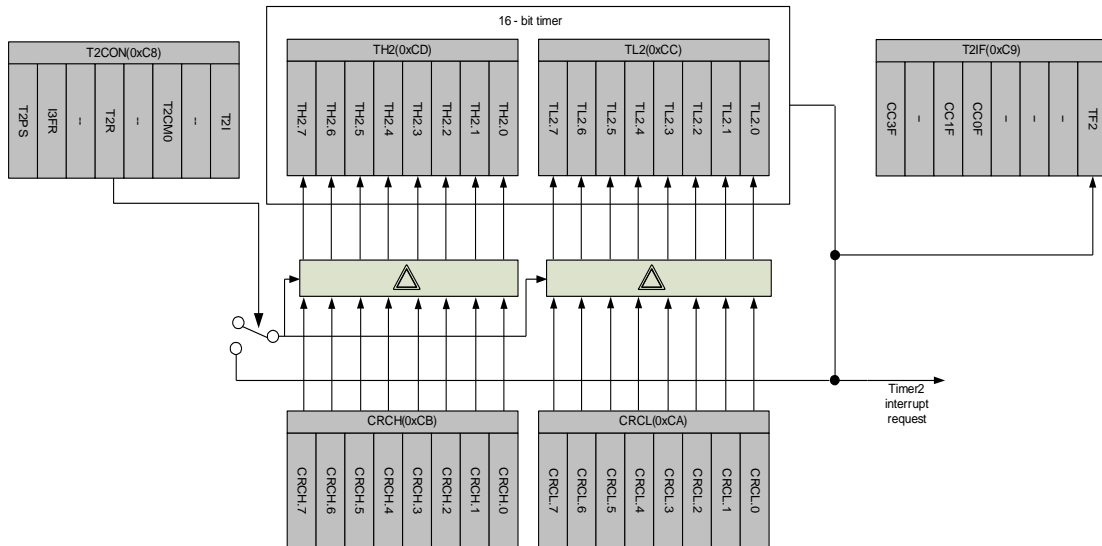 16 - bit timer
T2CON(0xC8)
T2PS
I3FR
--
T2R
--
T2CM0
--
T2I
TH2(0xCD)
TH2.7
TH2.6
TH2.5
TH2.4
TH2.3
TH2.2
TH2.1
TH2.0
TL2(0xCC)
TL2.7
TL2.6
TL2.5
TL2.4
TL2.3
TL2.2
TL2.1
TL2.0
T2IF(0xC9)
CC3F
-
CC1F
CC0F
-
-
-
TF2
Timer2
interrupt
request
CRCH(0xCB)
CRCH.7
CRCH.6
CRCH.5
CRCH.4
CRCH.3
CRCH.2
CRCH.1
CRCH.0
CRCL(0xCA)
CRCL.7
CRCL.6
CRCL.5
CRCL.4
CRCL.3
CRCL.2
CRCL.1
CRCL.0